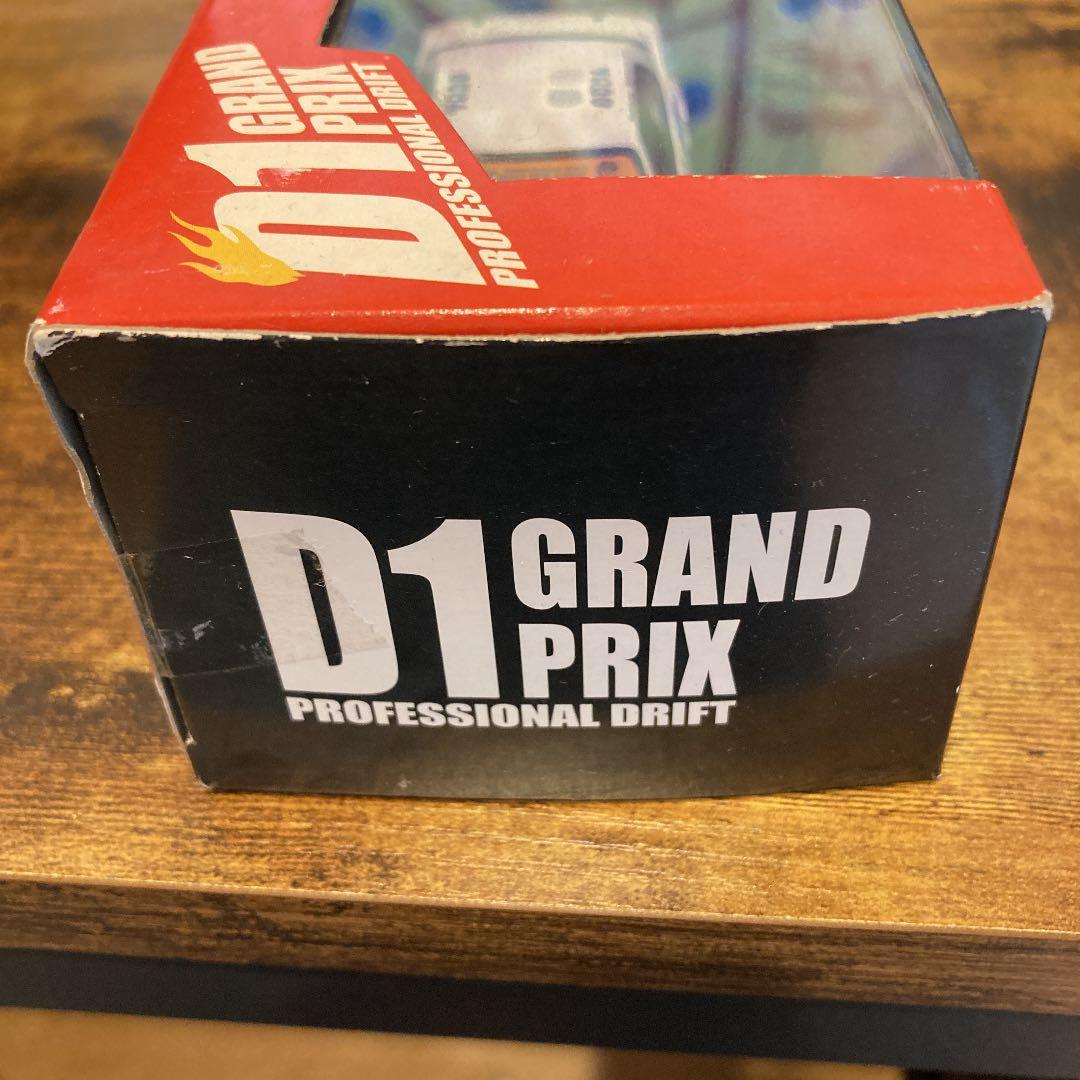 D1 GRAND
PRIX
PROFESSIONAL DRIFT
D1 GRAND
PRIX
PROFESSIONAL DRIFT